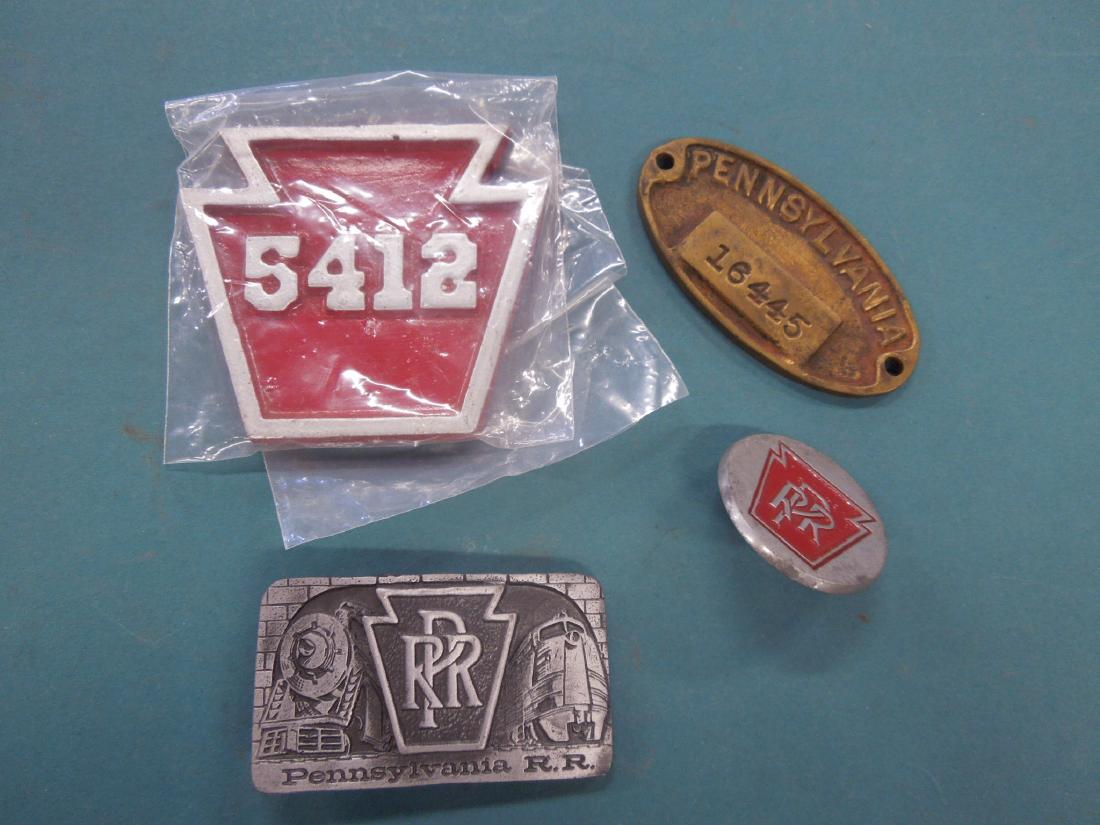 5412
PENNSYLVANIA
16445
PRR
PRR
Pennsylvania R.R.